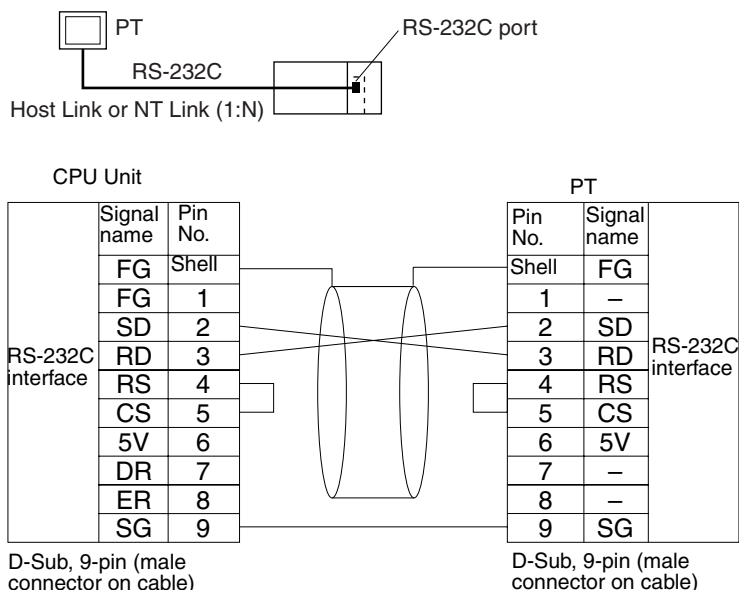 PT
RS-232C port
RS-232C
Host Link or NT Link (1:N)
CPU Unit
PT
Signal name Pin No.
Pin No. Signal name
FG Shell
Shell FG
FG 1
1 –
SD 2
2 SD
RD 3
3 RD
RS-232C interface
RS-232C interface
RS 4
4 RS
CS 5
5 CS
5V 6
6 5V
DR 7
7 –
ER 8
8 –
SG 9
9 SG
D-Sub, 9-pin (male
connector on cable)
D-Sub, 9-pin (male
connector on cable)